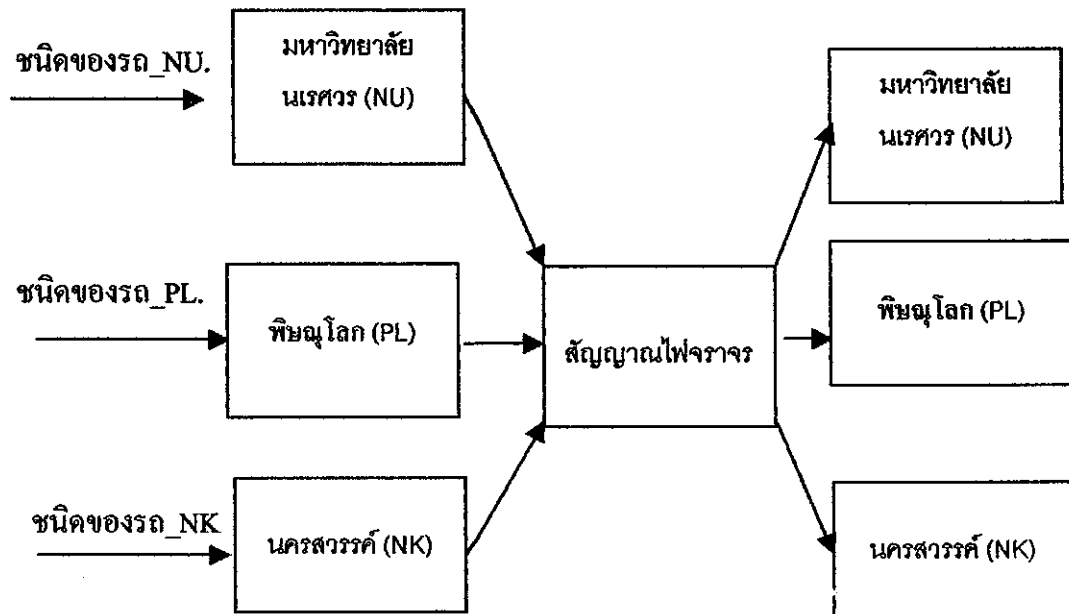 ชนิดของรถ_NU.
มหาวิทยาลัย
นเรศวร (NU)
มหาวิทยาลัย
นเรศวร (NU)
ชนิดของรถ_PL.
พิษณุโลก (PL)
สัญญาณไฟจราจร
พิษณุโลก (PL)
ชนิดของรถ_NK
นครสวรรค์ (NK)
นครสวรรค์ (NK)